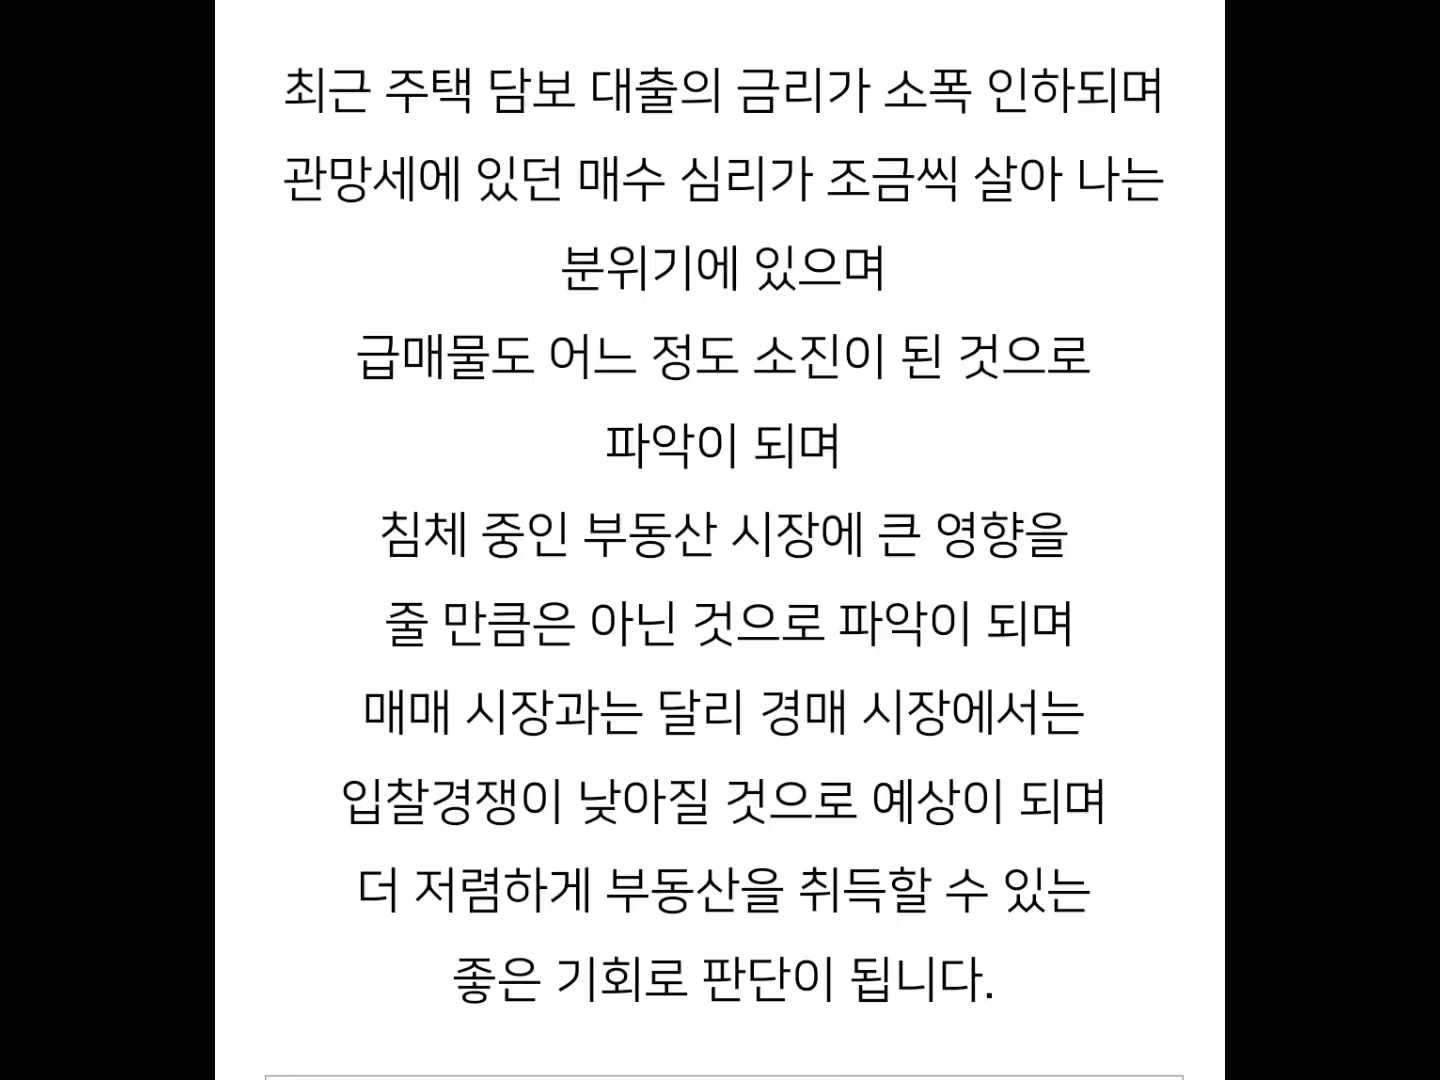 최근 주택 담보 대출의 금리가 소폭 인하되며
관망세에 있던 매수 심리가 조금씩 살아 나는
분위기에 있으며
급매물도 어느 정도 소진이 된 것으로
파악이 되며
침체 중인 부동산 시장에 큰 영향을
줄 만큼은 아닌 것으로 파악이 되며
매매 시장과는 달리 경매 시장에서는
입찰경쟁이 낮아질 것으로 예상이 되며
더 저렴하게 부동산을 취득할 수 있는
좋은 기회로 판단이 됩니다.